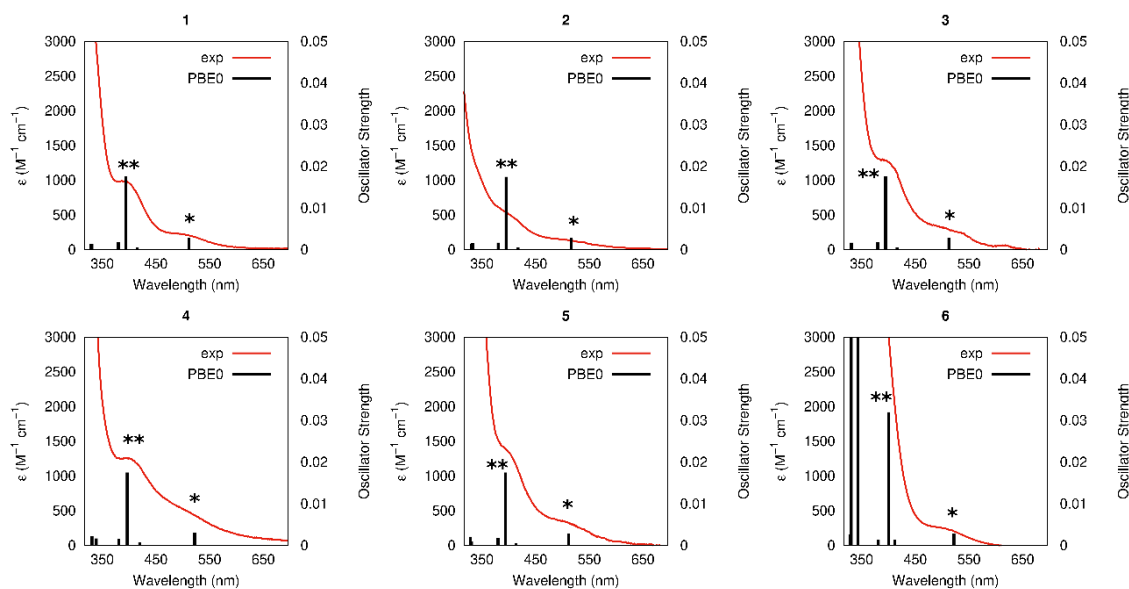 1
3000
2500
2000
1500
1000
500
0
350 450 550 650
0.05
0.04
0.03
0.02
0.01
0
exp
PBE0
**
*
ε (M⁻¹ cm⁻¹)
Oscillator Strength
Wavelength (nm)
2
3000
2500
2000
1500
1000
500
0
350 450 550 650
0.05
0.04
0.03
0.02
0.01
0
exp
PBE0
**
*
ε (M⁻¹ cm⁻¹)
Oscillator Strength
Wavelength (nm)
3
3000
2500
2000
1500
1000
500
0
350 450 550 650
0.05
0.04
0.03
0.02
0.01
0
exp
PBE0
**
*
ε (M⁻¹ cm⁻¹)
Oscillator Strength
Wavelength (nm)
4
3000
2500
2000
1500
1000
500
0
350 450 550 650
0.05
0.04
0.03
0.02
0.01
0
exp
PBE0
**
*
ε (M⁻¹ cm⁻¹)
Oscillator Strength
Wavelength (nm)
5
3000
2500
2000
1500
1000
500
0
350 450 550 650
0.05
0.04
0.03
0.02
0.01
0
exp
PBE0
**
*
ε (M⁻¹ cm⁻¹)
Oscillator Strength
Wavelength (nm)
6
3000
2500
2000
1500
1000
500
0
350 450 550 650
0.05
0.04
0.03
0.02
0.01
0
exp
PBE0
**
*
ε (M⁻¹ cm⁻¹)
Oscillator Strength
Wavelength (nm)